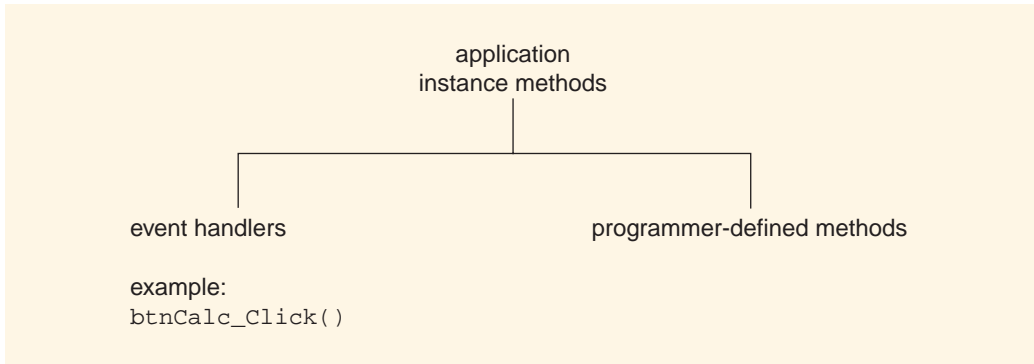 application
instance methods
event handlers
programmer-defined methods
example:
btnCalc_Click()